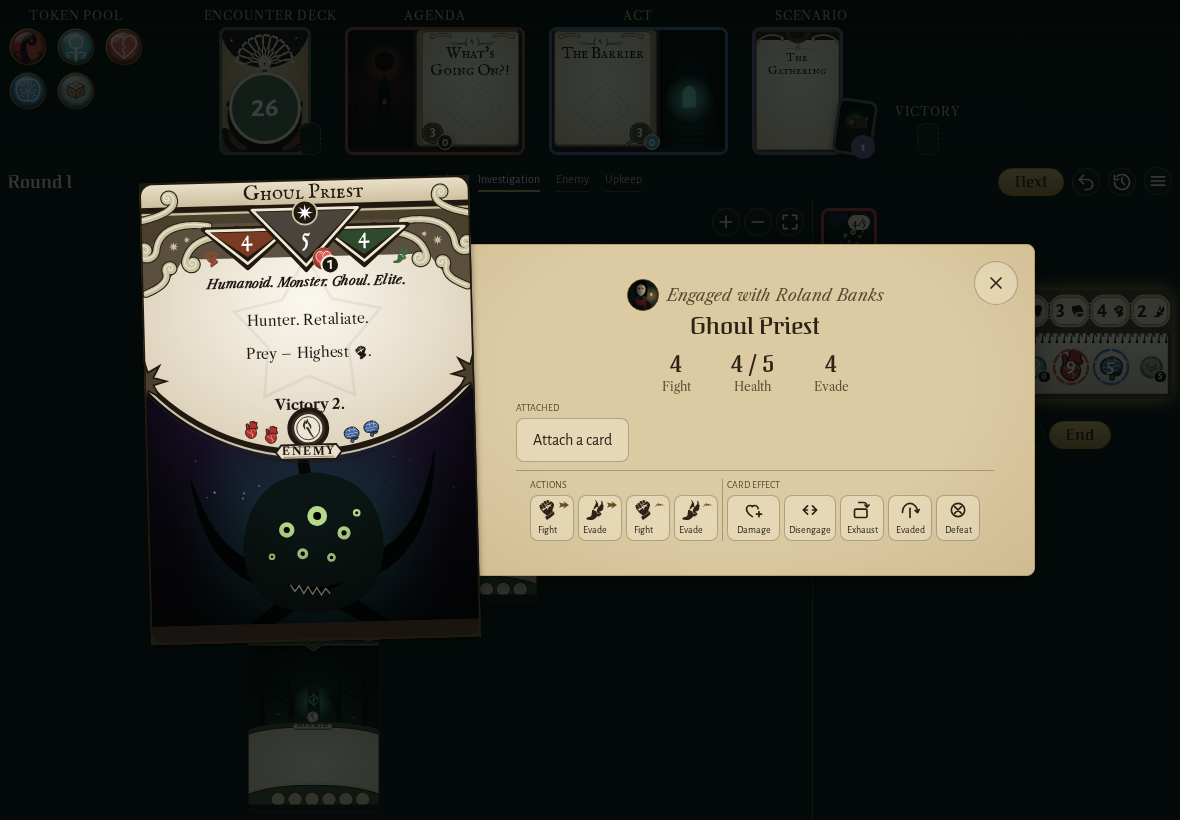 TOKEN POOL
ENCOUNTER DECK
AGENDA
ACT
SCENARIO
What's
Going On?!
The Barrier
The
Gathering
26
3
0
3
0
1
VICTORY
Round 1
Investigation
Enemy
Upkeep
Next
4/5
Ghoul Priest
4
5
4
1
Humanoid. Monster. Ghoul. Elite.
Hunter. Retaliate.
Prey – Highest .
Victory 2.
ENEMY
Engaged with Roland Banks
Ghoul Priest
4
4 / 5
4
Fight
Health
Evade
ATTACHED
Attach a card
ACTIONS
CARD EFFECT
Fight
Evade
Fight
Evade
Damage
Disengage
Exhaust
Evaded
Defeat
3
4
2
0
9
5
5
End